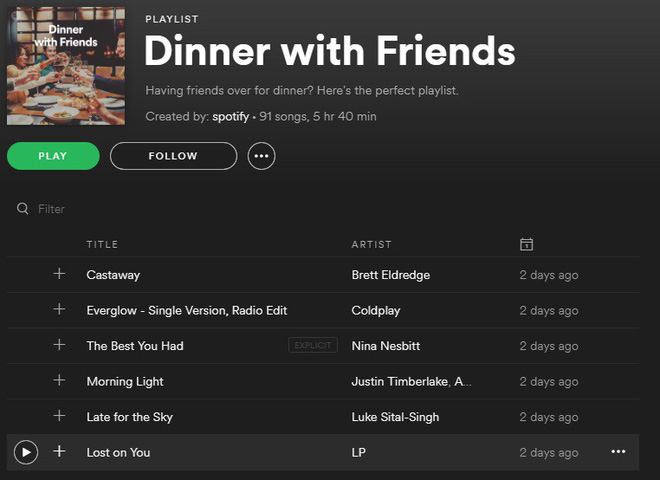 Dinner
with Friends
PLAYLIST
Dinner with Friends
Having friends over for dinner? Here's the perfect playlist.
Created by: spotify • 91 songs, 5 hr 40 min
PLAY FOLLOW
Filter
TITLE ARTIST
Castaway Brett Eldredge 2 days ago
Everglow - Single Version, Radio Edit Coldplay 2 days ago
The Best You Had EXPLICIT Nina Nesbitt 2 days ago
Morning Light Justin Timberlake, A... 2 days ago
Late for the Sky Luke Sital-Singh 2 days ago
Lost on You LP 2 days ago